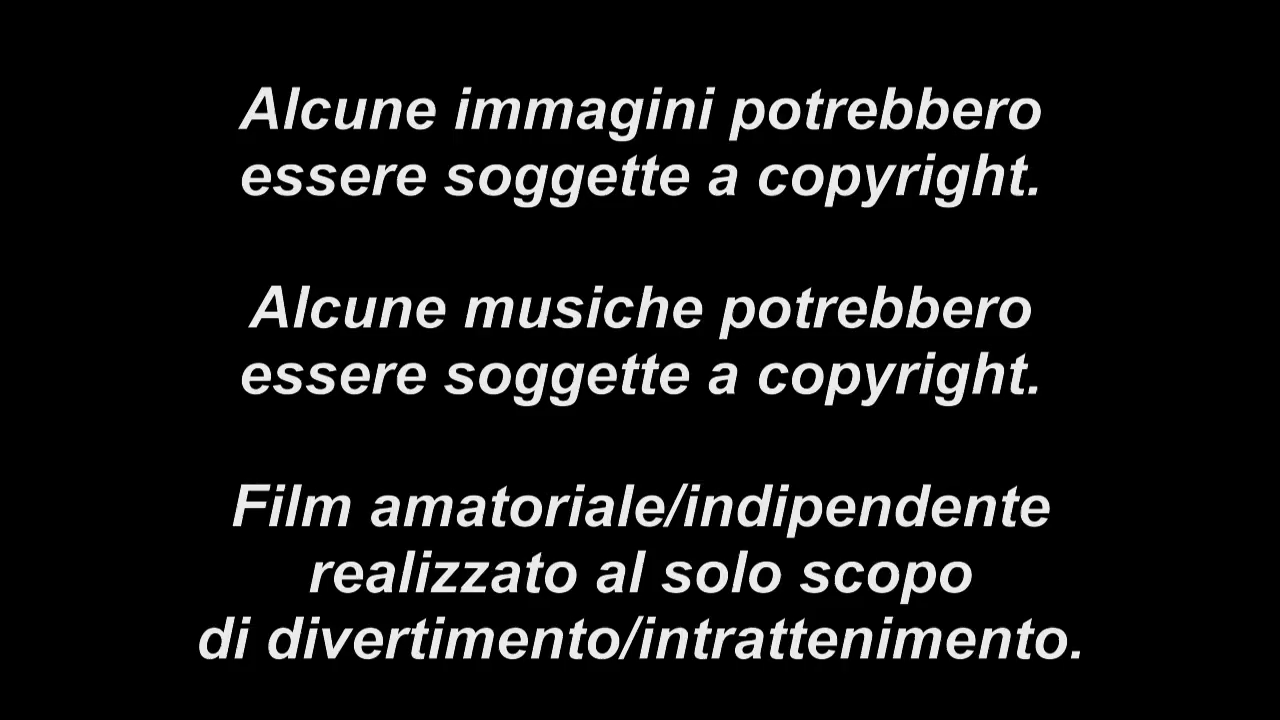 Alcune immagini potrebbero
essere soggette a copyright.
Alcune musiche potrebbero
essere soggette a copyright.
Film amatoriale/indipendente
realizzato al solo scopo
di divertimento/intrattenimento.